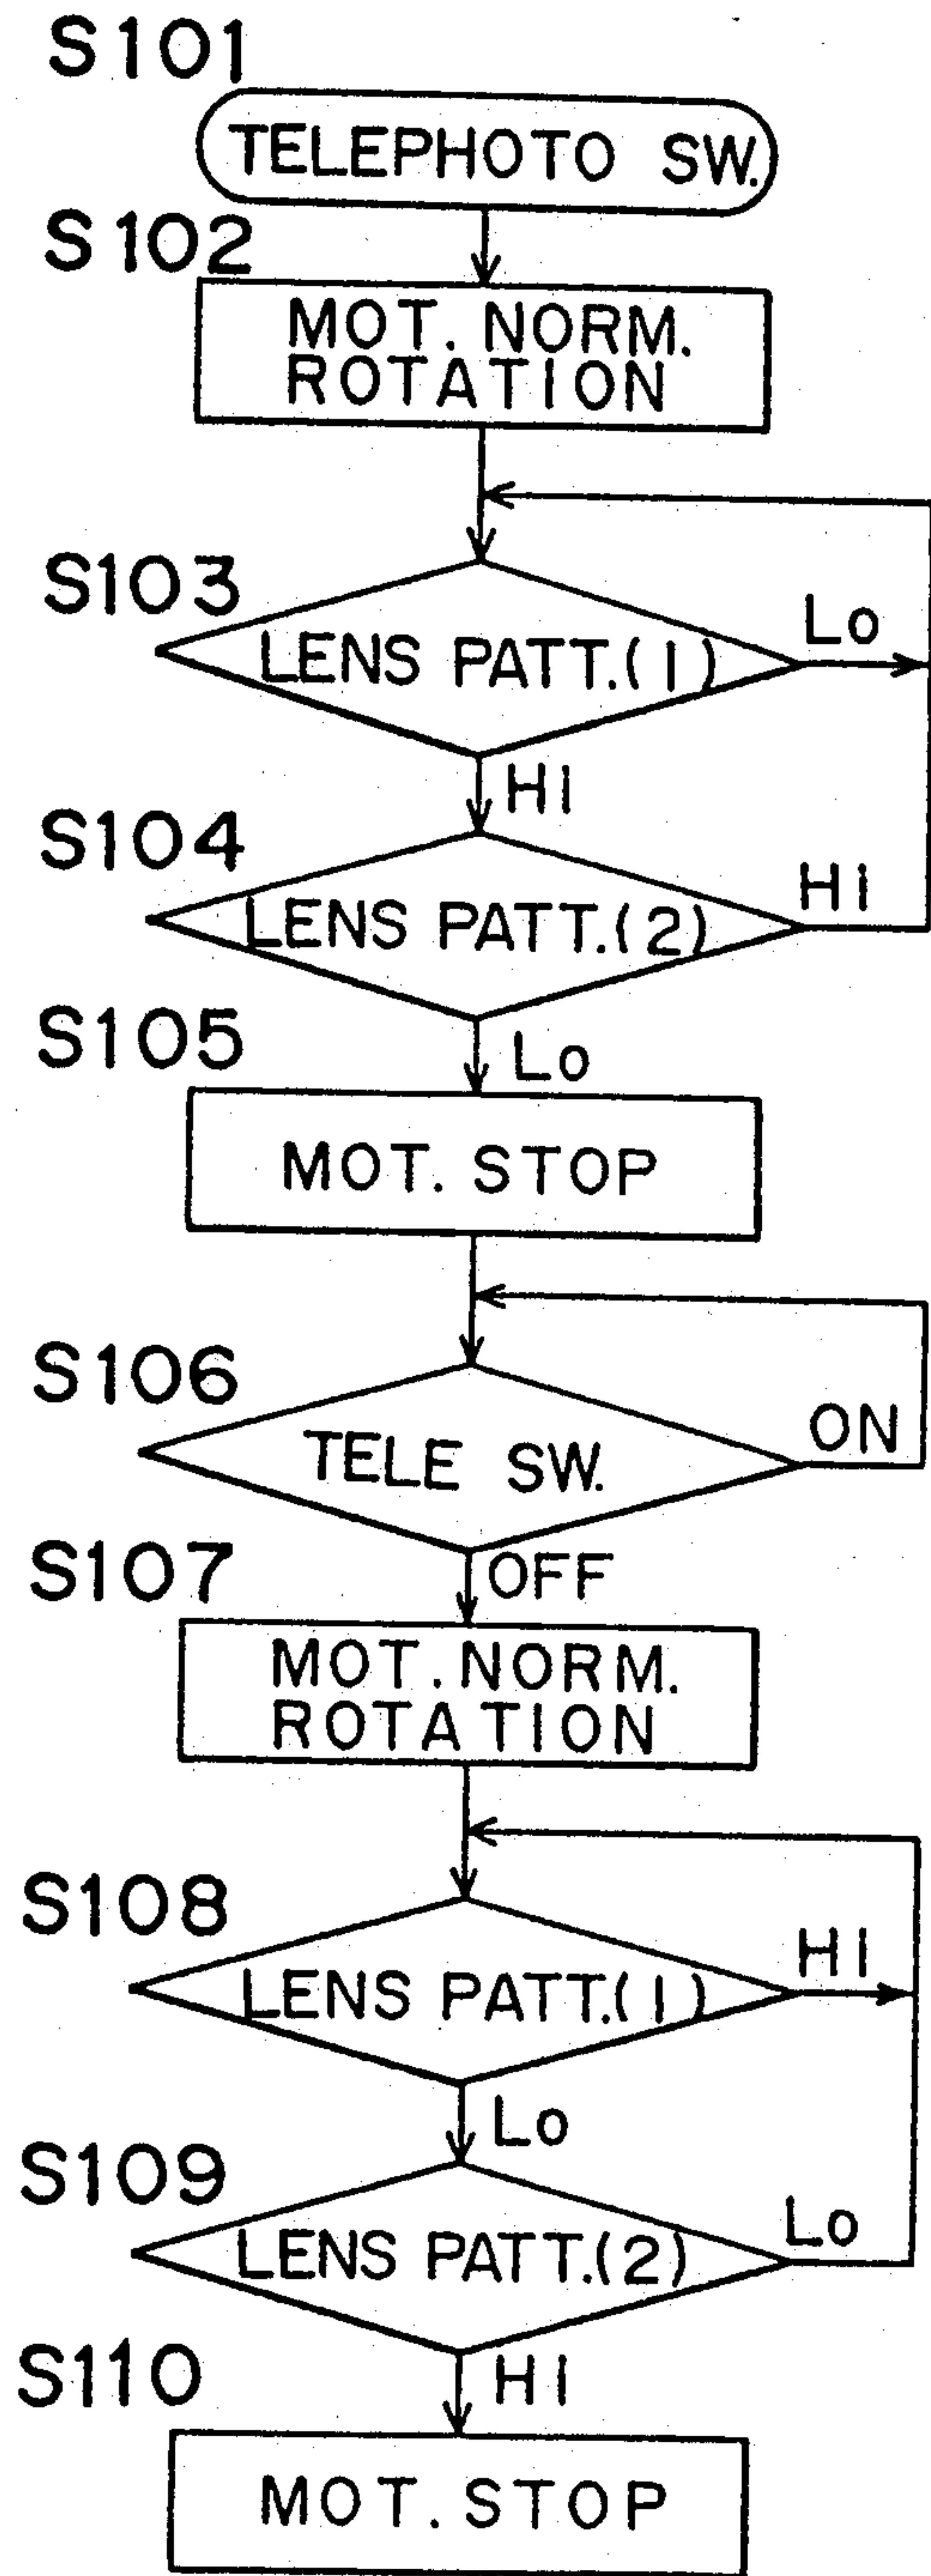 S101
TELEPHOTO SW.
S102
MOT. NORM.
ROTATION
S103
LENS PATT.(1)
Lo
HI
S104
LENS PATT.(2)
HI
Lo
S105
MOT. STOP
S106
TELE SW.
ON
OFF
S107
MOT. NORM.
ROTATION
S108
LENS PATT.(1)
HI
Lo
S109
LENS PATT.(2)
Lo
HI
S110
MOT. STOP